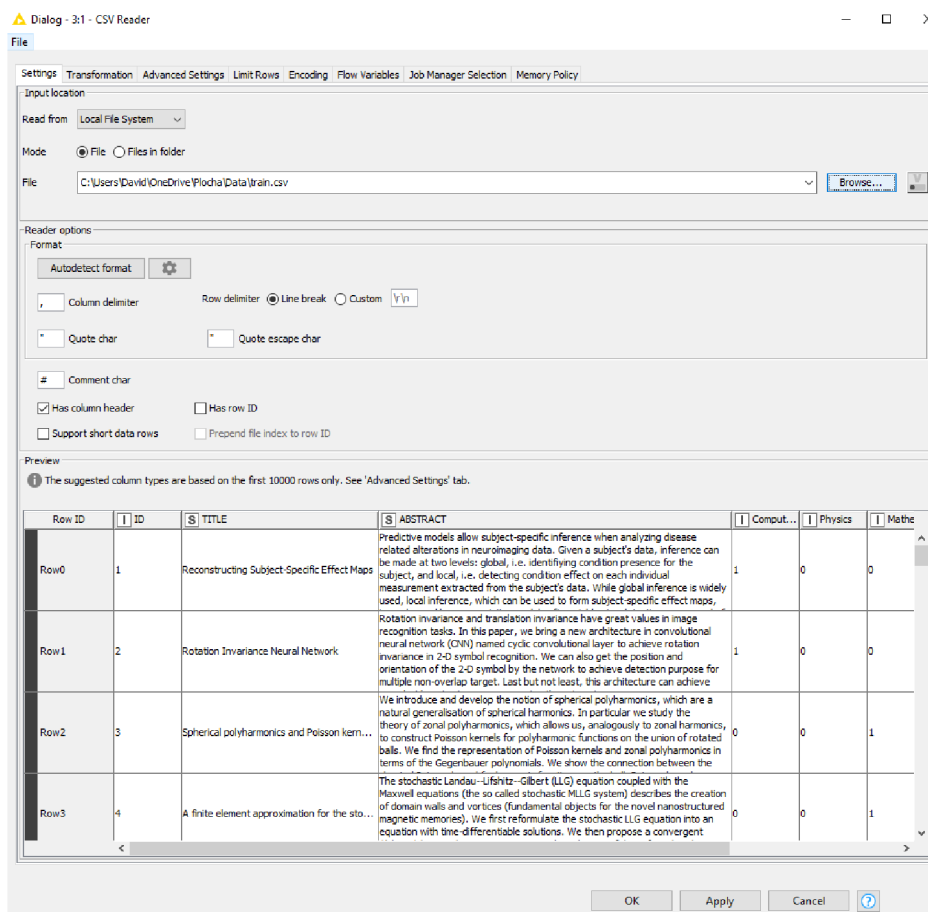 Dialog - 3:1 - CSV Reader
File
Settings Transformation Advanced Settings Limit Rows Encoding Flow Variables Job Manager Selection Memory Policy
Input location
Read from Local File System
Mode File Files in folder
File C:\Users\David\OneDrive\Plocha\Data\train.csv Browse...
Reader options
Format
Autodetect format
, Column delimiter Row delimiter Line break Custom \r\n
" Quote char " Quote escape char
# Comment char
Has column header Has row ID
Support short data rows Prepend file index to row ID
Preview
The suggested column types are based on the first 10000 rows only. See 'Advanced Settings' tab.
Row ID I ID S TITLE S ABSTRACT I Comput... I Physics I Mathe
Row0 1 Reconstructing Subject-Specific Effect Maps
Predictive models allow subject-specific inference when analyzing disease
related alterations in neuroimaging data. Given a subject's data, inference can
be made at two levels: global, i.e. identifiying condition presence for the
subject, and local, i.e. detecting condition effect on each individual
measurement extracted from the subject's data. While global inference is widely
used, local inference, which can be used to form subject-specific effect maps,
1 0 0
Row1 2 Rotation Invariance Neural Network
Rotation invariance and translation invariance have great values in image
recognition tasks. In this paper, we bring a new architecture in convolutional
neural network (CNN) named cyclic convolutional layer to achieve rotation
invariance in 2-D symbol recognition. We can also get the position and
orientation of the 2-D symbol by the network to achieve detection purpose for
multiple non-overlap target. Last but not least, this architecture can achieve
1 0 0
Row2 3 Spherical polyharmonics and Poisson kern...
We introduce and develop the notion of spherical polyharmonics, which are a
natural generalisation of spherical harmonics. In particular we study the
theory of zonal polyharmonics, which allows us, analogously to zonal harmonics,
to construct Poisson kernels for polyharmonic functions on the union of rotated
balls. We find the representation of Poisson kernels and zonal polyharmonics in
terms of the Gegenbauer polynomials. We show the connection between the
0 0 1
Row3 4 A finite element approximation for the sto...
The stochastic Landau--Lifshitz--Gilbert (LLG) equation coupled with the
Maxwell equations (the so called stochastic MLLG system) describes the creation
of domain walls and vortices (fundamental objects for the novel nanostructured
magnetic memories). We first reformulate the stochastic LLG equation into an
equation with time-differentiable solutions. We then propose a convergent
0 0 1
OK Apply Cancel ?